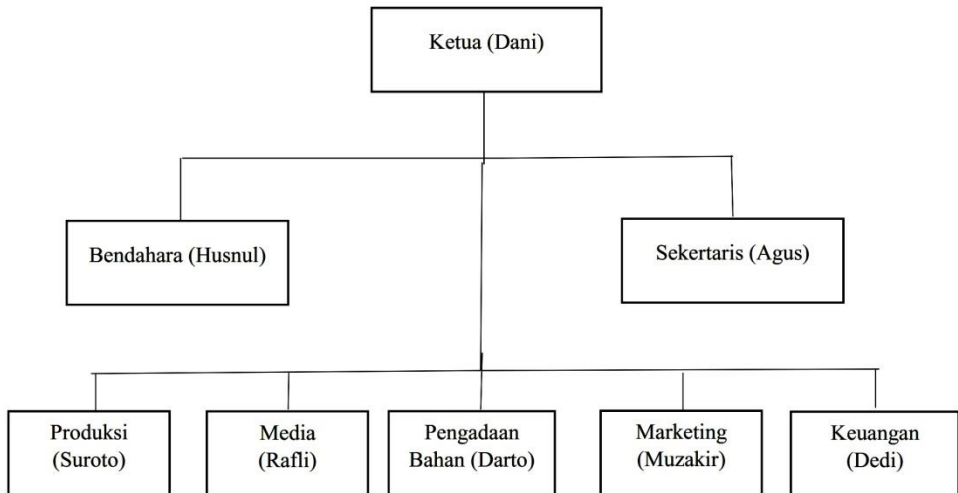 Ketua (Dani)
Bendahara (Husnul)
Sekertaris (Agus)
Produksi
(Suroto)
Media
(Rafli)
Pengadaan
Bahan (Darto)
Marketing
(Muzakir)
Keuangan
(Dedi)